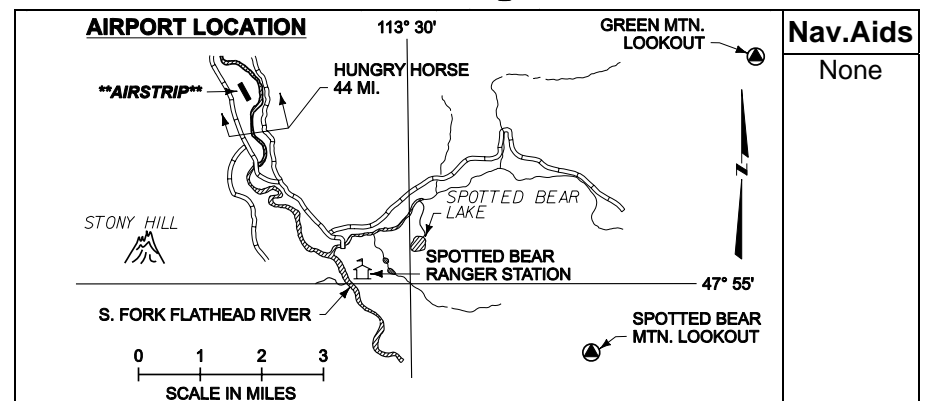 AIRPORT LOCATION
113° 30'
GREEN MTN.
LOOKOUT
Nav.Aids
None
HUNGRY HORSE
44 MI.
**AIRSTRIP**
N
SPOTTED BEAR
LAKE
STONY HILL
SPOTTED BEAR
RANGER STATION
47° 55'
S. FORK FLATHEAD RIVER
SPOTTED BEAR
MTN. LOOKOUT
0 1 2 3
SCALE IN MILES